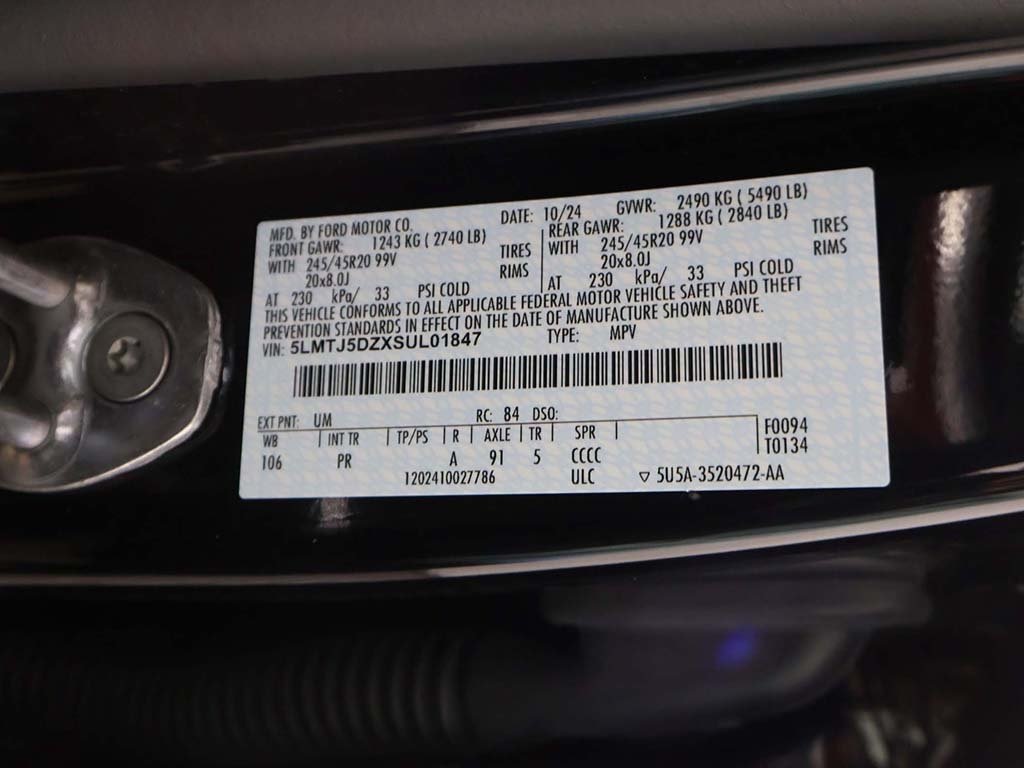 MFD. BY FORD MOTOR CO. DATE: 10/24 GVWR: 2490 KG ( 5490 LB)
FRONT GAWR: 1243 KG ( 2740 LB) REAR GAWR: 1288 KG ( 2840 LB)
WITH 245/45R20 99V TIRES WITH 245/45R20 99V TIRES
20x8.0J RIMS 20x8.0J RIMS
AT 230 kPa/ 33 PSI COLD AT 230 kPa/ 33 PSI COLD
THIS VEHICLE CONFORMS TO ALL APPLICABLE FEDERAL MOTOR VEHICLE SAFETY AND THEFT
PREVENTION STANDARDS IN EFFECT ON THE DATE OF MANUFACTURE SHOWN ABOVE.
VIN: 5LMTJ5DZXSUL01847 TYPE: MPV
EXT PNT: UM RC: 84 DSO:
WB INT TR TP/PS R AXLE TR SPR F0094
106 PR A 91 5 CCCC T0134
1202410027786 ULC ▽ 5U5A-3520472-AA